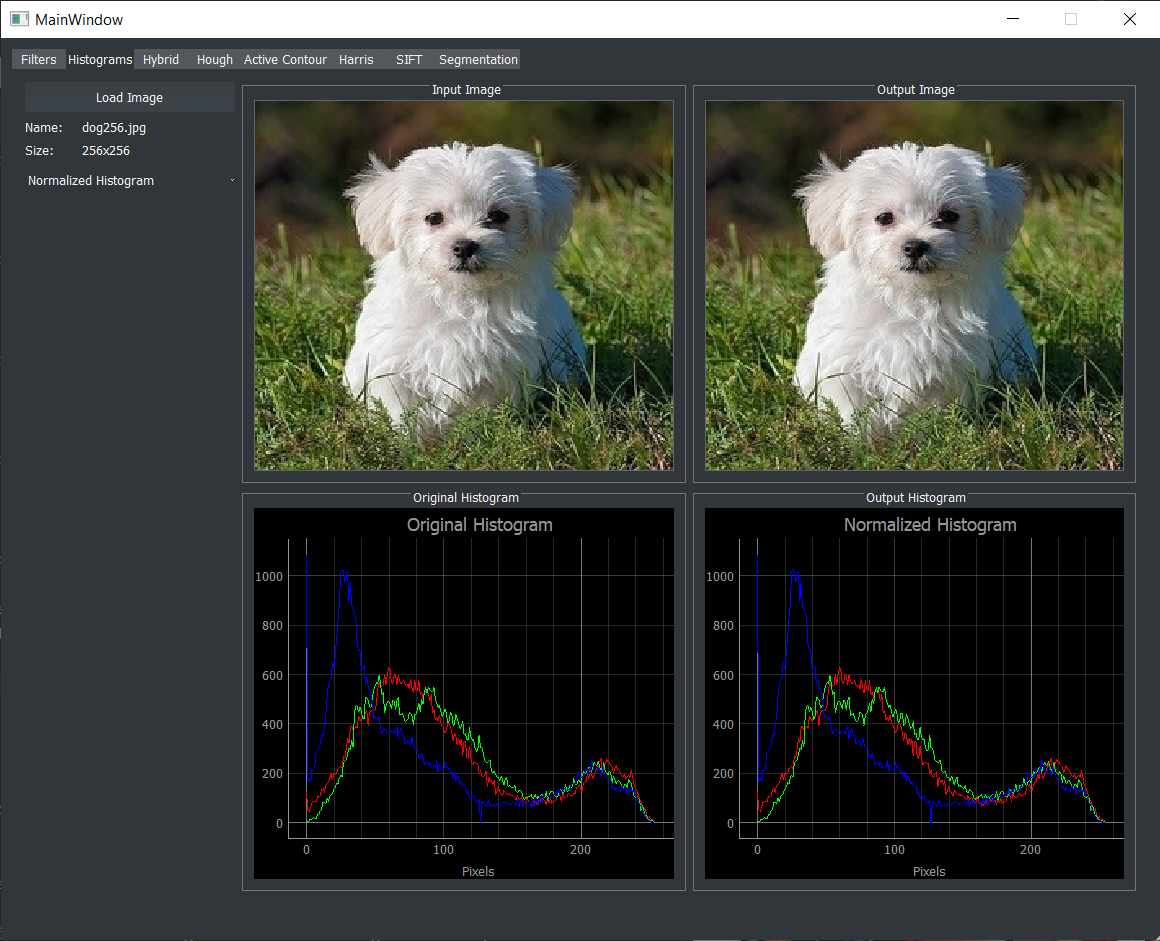 MainWindow
Filters Histograms Hybrid Hough Active Contour Harris SIFT Segmentation
Load Image
Name: dog256.jpg
Size: 256x256
Normalized Histogram
Input Image
Output Image
Original Histogram
Original Histogram
1000
800
600
400
200
0
0 100 200
Pixels
Output Histogram
Normalized Histogram
1000
800
600
400
200
0
0 100 200
Pixels